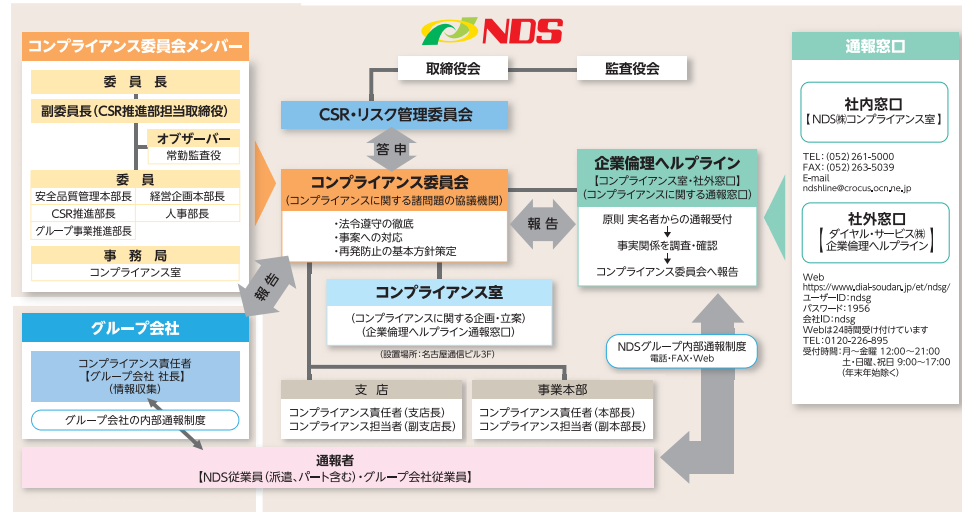 NDS
取締役会
監査役会
CSR・リスク管理委員会
答申
コンプライアンス委員会メンバー
委員長
副委員長(CSR推進部担当取締役)
オブザーバー
常勤監査役
委員
安全品質管理本部長
経営企画本部長
CSR推進部長
人事部長
グループ事業推進部長
事務局
コンプライアンス室
コンプライアンス委員会
(コンプライアンスに関する諸問題の協議機関)
・法令遵守の徹底
・事案への対応
・再発防止の基本方針策定
報告
企業倫理ヘルプライン
【コンプライアンス室・社外窓口】
(コンプライアンスに関する通報窓口)
原則 実名者からの通報受付
事実関係を調査・確認
コンプライアンス委員会へ報告
通報窓口
社内窓口
【NDS㈱コンプライアンス室】
TEL:(052)261-5000
FAX:(052)263-5039
E-mail
ndshline@crocus.ocn.ne.jp
社外窓口
【ダイヤル・サービス㈱
企業倫理ヘルプライン】
Web
https://www.dial-soudan.jp/et/ndsg/
ユーザーID:ndsg
パスワード:1956
会社ID:ndsg
Webは24時間受け付けています
TEL:0120-226-895
受付時間:月~金曜 12:00~21:00
土・日曜、祝日 9:00~17:00
(年末年始除く)
報告
コンプライアンス室
(コンプライアンスに関する企画・立案)
(企業倫理ヘルプライン通報窓口)
(設置場所:名古屋通信ビル3F)
グループ会社
コンプライアンス責任者
【グループ会社 社長】
(情報収集)
グループ会社の内部通報制度
支店
コンプライアンス責任者(支店長)
コンプライアンス担当者(副支店長)
事業本部
コンプライアンス責任者(本部長)
コンプライアンス担当者(副本部長)
NDSグループ内部通報制度
電話・FAX・Web
通報者
【NDS従業員(派遣、パート含む)・グループ会社従業員】